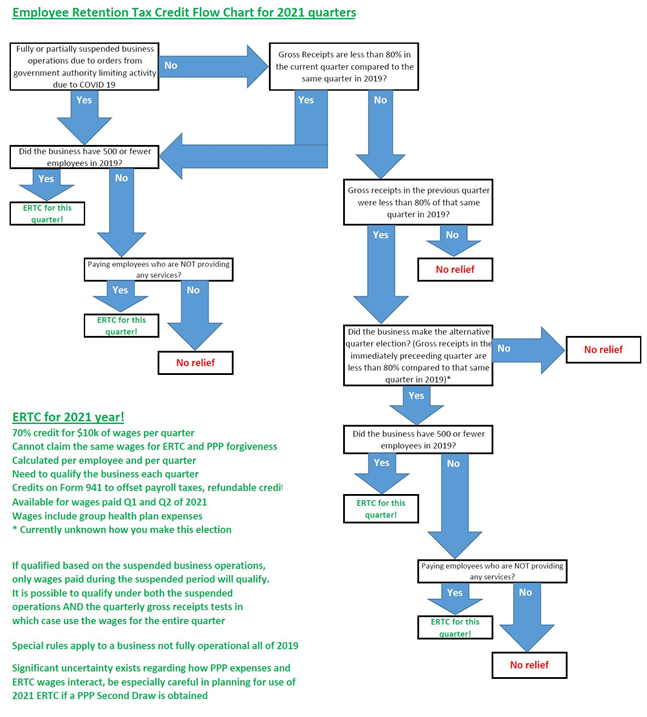 Employee Retention Tax Credit Flow Chart for 2021 quarters
Fully or partially suspended business
operations due to orders from
government authority limiting activity
due to COVID 19
No
Gross Receipts are less than 80% in
the current quarter compared to the
same quarter in 2019?
Yes
Yes
No
Did the business have 500 or fewer
employees in 2019?
Yes
No
ERTC for this
quarter!
Gross receipts in the previous quarter
were less than 80% of that same
quarter in 2019?
Yes
No
No relief
Paying employees who are NOT providing
any services?
Yes
No
ERTC for this
quarter!
No relief
Did the business make the alternative
quarter election? (Gross receipts in the
immediately preceeding quarter are
less than 80% compared to that same
quarter in 2019)*
No
No relief
Yes
Did the business have 500 or fewer
employees in 2019?
Yes
No
ERTC for this
quarter!
Paying employees who are NOT providing
any services?
Yes
No
ERTC for this
quarter!
No relief
ERTC for 2021 year!
70% credit for $10k of wages per quarter
Cannot claim the same wages for ERTC and PPP forgiveness
Calculated per employee and per quarter
Need to qualify the business each quarter
Credits on Form 941 to offset payroll taxes, refundable credit
Available for wages paid Q1 and Q2 of 2021
Wages include group health plan expenses
* Currently unknown how you make this election
If qualified based on the suspended business operations,
only wages paid during the suspended period will qualify.
It is possible to qualify under both the suspended
operations AND the quarterly gross receipts tests in
which case use the wages for the entire quarter
Special rules apply to a business not fully operational all of 2019
Significant uncertainty exists regarding how PPP expenses and
ERTC wages interact, be especially careful in planning for use of
2021 ERTC if a PPP Second Draw is obtained